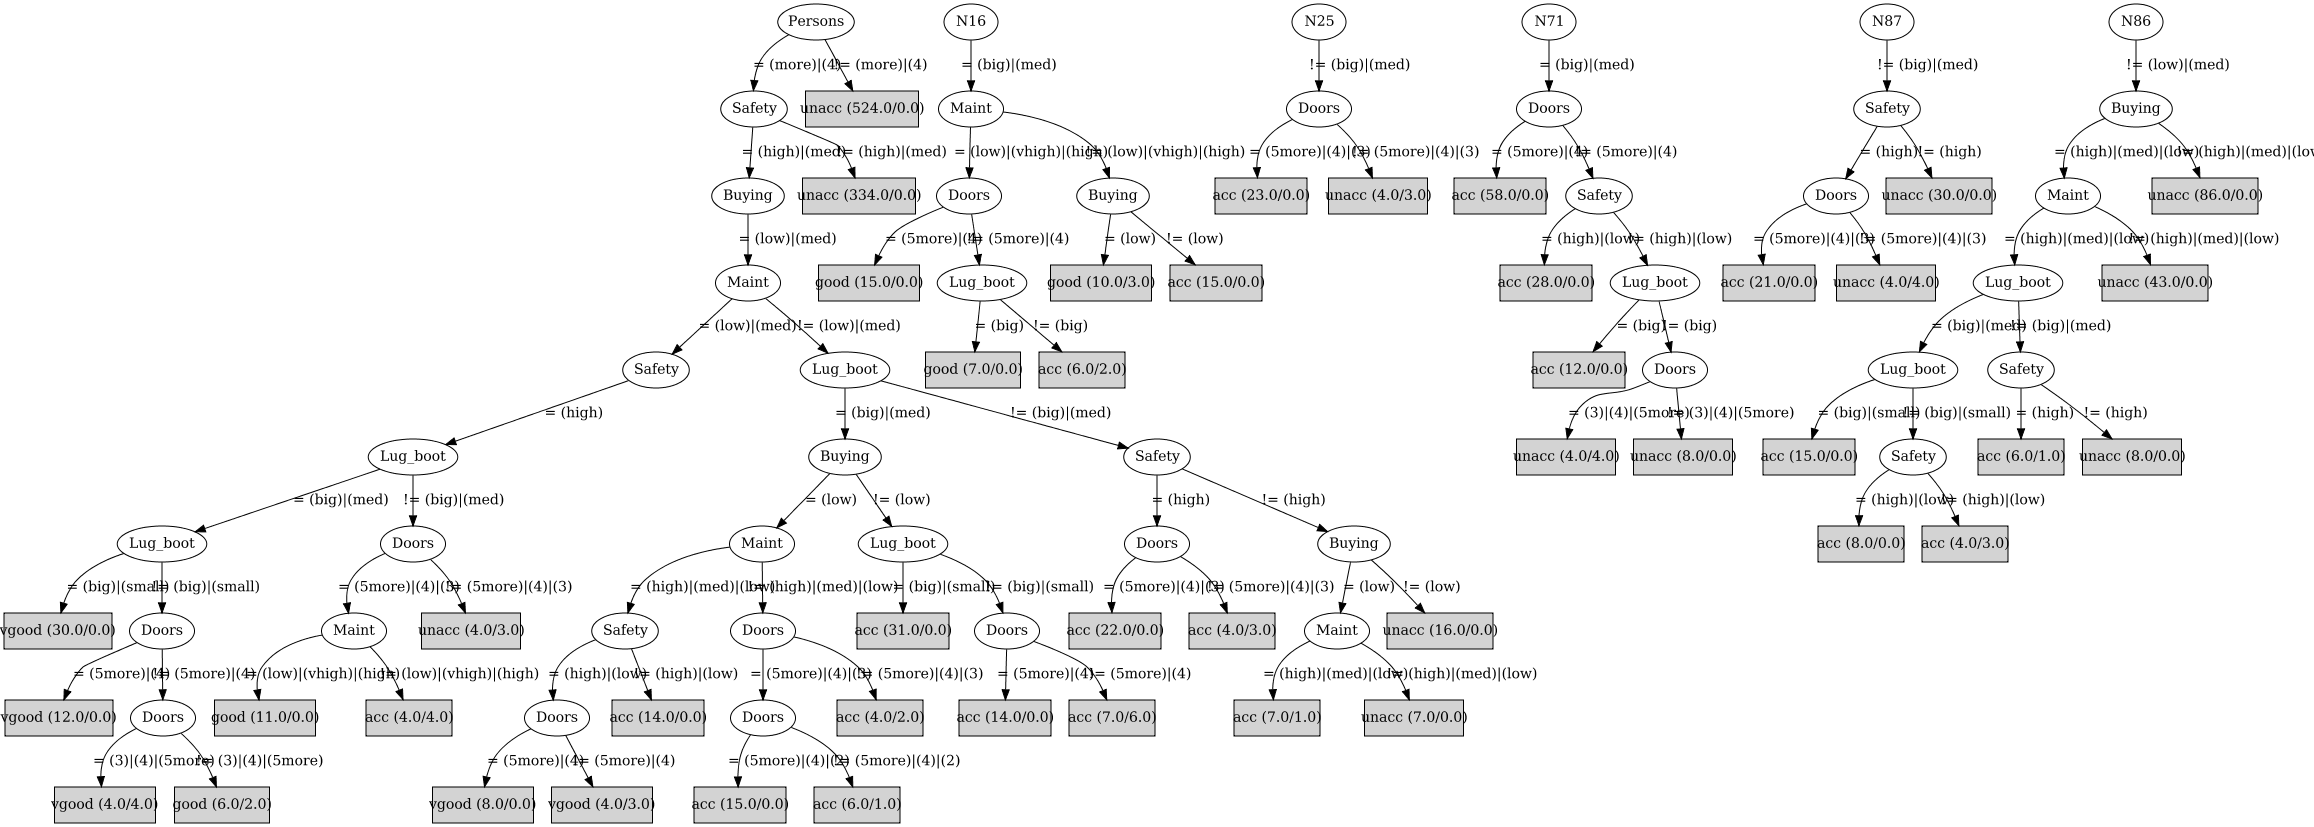 Persons N16 N25 N71 N87 N86
= (more)|(4) != (more)|(4) = (big)|(med) != (big)|(med) = (big)|(med) != (big)|(med) != (low)|(med)
Safety unacc (524.0/0.0) Maint Doors Doors Safety Buying
= (high)|(med) != (high)|(med) = (low)|(vhigh)|(high) != (low)|(vhigh)|(high) = (5more)|(4)|(3) != (5more)|(4)|(3) = (5more)|(4) != (5more)|(4) = (high) != (high) = (high)|(med)|(low) != (high)|(med)|(low)
Buying unacc (334.0/0.0) Doors Buying acc (23.0/0.0) unacc (4.0/3.0) acc (58.0/0.0) Safety Doors unacc (30.0/0.0) Maint unacc (86.0/0.0)
= (low)|(med) = (5more)|(4) != (5more)|(4) = (low) != (low) = (high)|(low) != (high)|(low) = (5more)|(4)|(3) != (5more)|(4)|(3) = (high)|(med)|(low) != (high)|(med)|(low)
Maint good (15.0/0.0) Lug_boot good (10.0/3.0) acc (15.0/0.0) acc (28.0/0.0) Lug_boot acc (21.0/0.0) unacc (4.0/4.0) Lug_boot unacc (43.0/0.0)
= (low)|(med) != (low)|(med) = (big) != (big) = (big) != (big) = (big)|(med) != (big)|(med)
Safety Lug_boot good (7.0/0.0) acc (6.0/2.0) acc (12.0/0.0) Doors Lug_boot Safety
= (high) = (big)|(med) != (big)|(med) = (3)|(4)|(5more) != (3)|(4)|(5more) = (big)|(small) != (big)|(small) = (high) != (high)
Lug_boot Buying Safety unacc (4.0/4.0) unacc (8.0/0.0) acc (15.0/0.0) Safety acc (6.0/1.0) unacc (8.0/0.0)
= (big)|(med) != (big)|(med) = (low) != (low) = (high) != (high) = (high)|(low) != (high)|(low)
Lug_boot Doors Maint Lug_boot Doors Buying acc (8.0/0.0) acc (4.0/3.0)
= (big)|(small) != (big)|(small) = (5more)|(4)|(3) != (5more)|(4)|(3) = (high)|(med)|(low) != (high)|(med)|(low) = (big)|(small) != (big)|(small) = (5more)|(4)|(3) != (5more)|(4)|(3) = (low) != (low)
vgood (30.0/0.0) Doors Maint unacc (4.0/3.0) Safety Doors acc (31.0/0.0) Doors acc (22.0/0.0) acc (4.0/3.0) Maint unacc (16.0/0.0)
= (5more)|(4) != (5more)|(4) = (low)|(vhigh)|(high) != (low)|(vhigh)|(high) = (high)|(low) != (high)|(low) = (5more)|(4)|(3) != (5more)|(4)|(3) = (5more)|(4) != (5more)|(4) = (high)|(med)|(low) != (high)|(med)|(low)
vgood (12.0/0.0) Doors good (11.0/0.0) acc (4.0/4.0) Doors acc (14.0/0.0) Doors acc (4.0/2.0) acc (14.0/0.0) acc (7.0/6.0) acc (7.0/1.0) unacc (7.0/0.0)
= (3)|(4)|(5more) != (3)|(4)|(5more) = (5more)|(4) != (5more)|(4) = (5more)|(4)|(2) != (5more)|(4)|(2)
vgood (4.0/4.0) good (6.0/2.0) vgood (8.0/0.0) vgood (4.0/3.0) acc (15.0/0.0) acc (6.0/1.0)